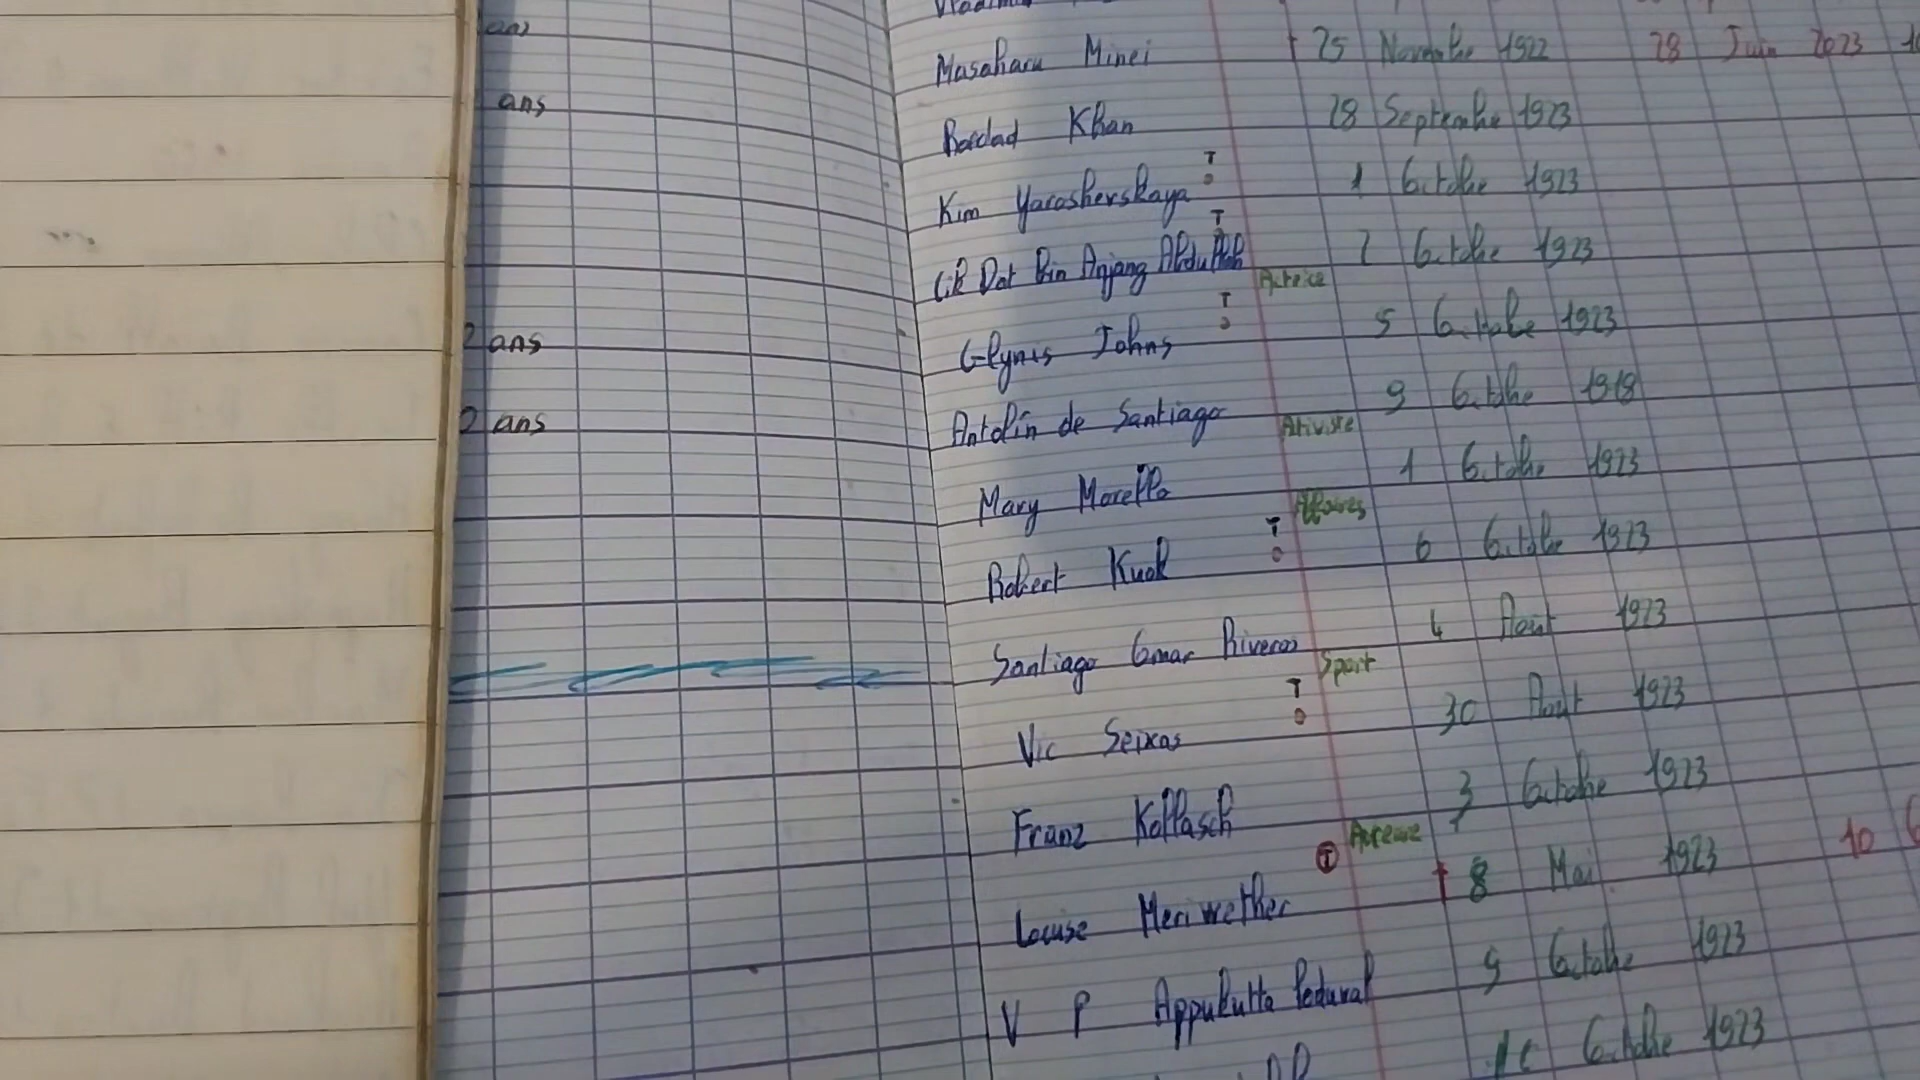 ans
ans
2 ans
2 ans
Masaharu Minei † 25 Novembre 1922 28 Juin 2023
Khan 28 Septembre 1923
T
Kim Yaroshevskaya 1 Octobre 1923
T
Cik Dat bin Anjang Abdullah 2 Octobre 1923
T Actrice
Glynis Johns 5 Octobre 1923
Antolín de Santiago 9 Octobre 1918
Mary 1 Octobre 1923
T Affaires
Robert Kuok 6 Octobre 1923
Santiago Omar Riveros 4 Août 1923
T Sport
Vic Seixas 30 Août 1923
Franz Kollasch 3 Octobre 1923
T
Louise Meriwether † 8 Mai 1923 10
V P Appukutta Poduval 9 Octobre 1923
Octobre 1923